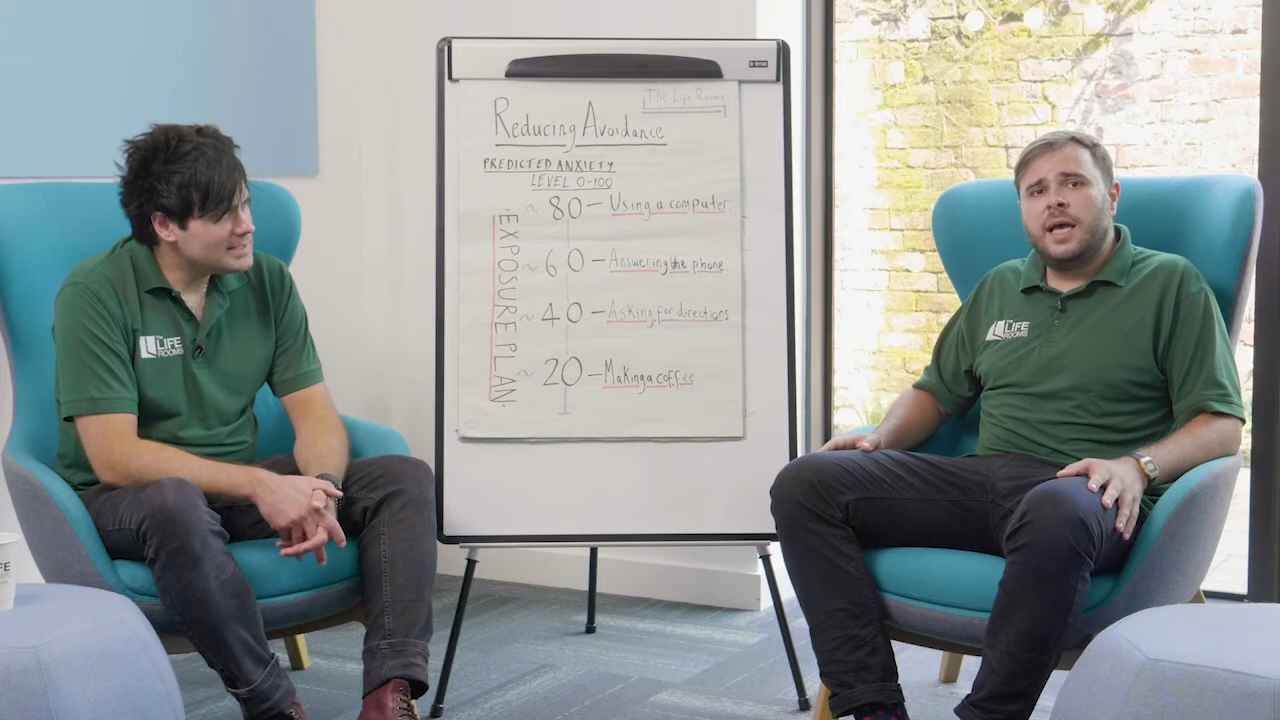 The Life Rooms
Reducing Avoidance
PREDICTED ANXIETY
LEVEL 0-100
EXPOSURE PLAN
~ 80 - Using a computer.
~ 60 - Answering the phone.
~ 40 - Asking for directions
~ 20 - Making a coffee
LIFE
ROOMS
THE
LIFE
ROOMS